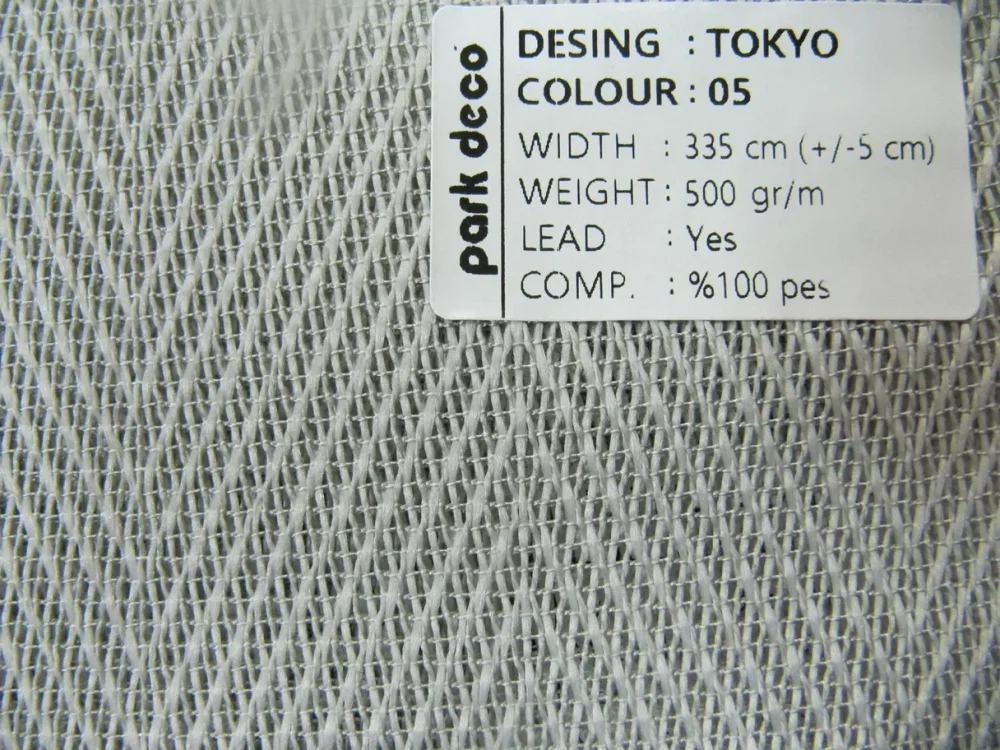 park deco
DESING : TOKYO
COLOUR : 05
WIDTH : 335 cm (+/-5 cm)
WEIGHT : 500 gr/m
LEAD : Yes
COMP. : %100 pes